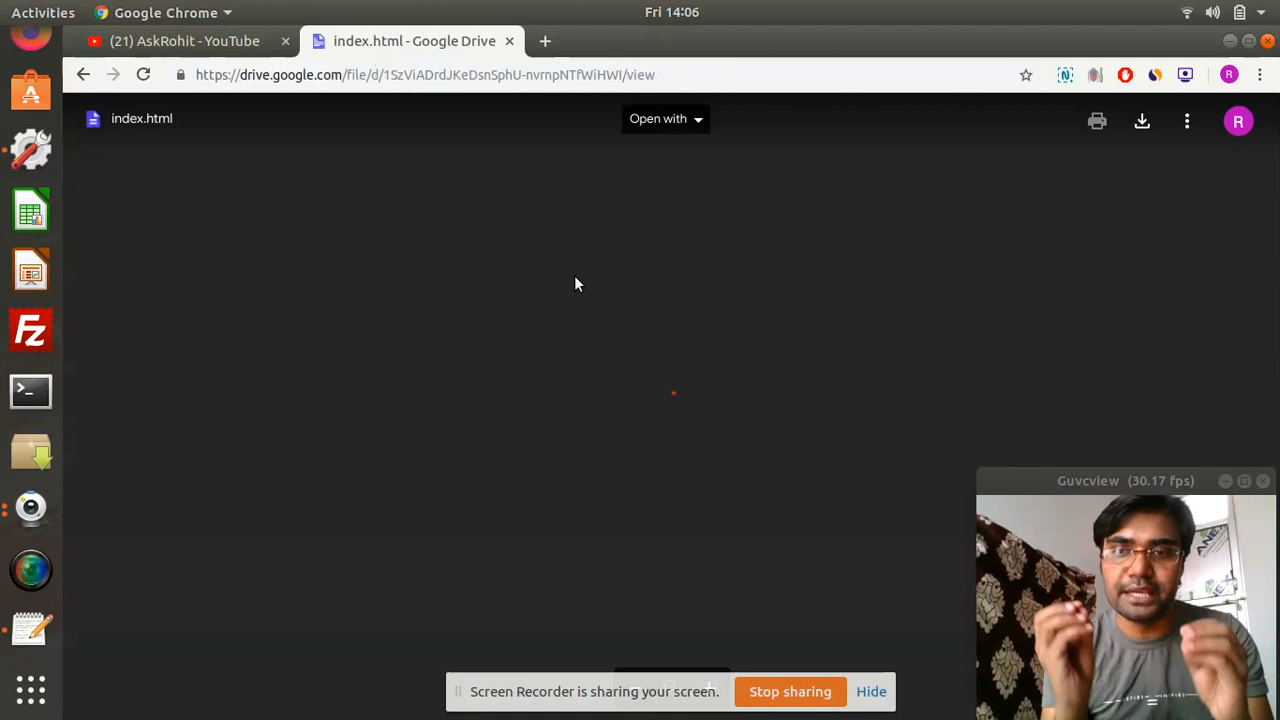 Activities
Google Chrome
Fri 14:06
(21) AskRohit - YouTube
index.html - Google Drive
https://drive.google.com/file/d/1SzViADrdJKeDsnSphU-nvrnpNTfWiHWI/view
R
index.html
Open with
R
Fz
Guvcview (30.17 fps)
Screen Recorder is sharing your screen.
Stop sharing
Hide